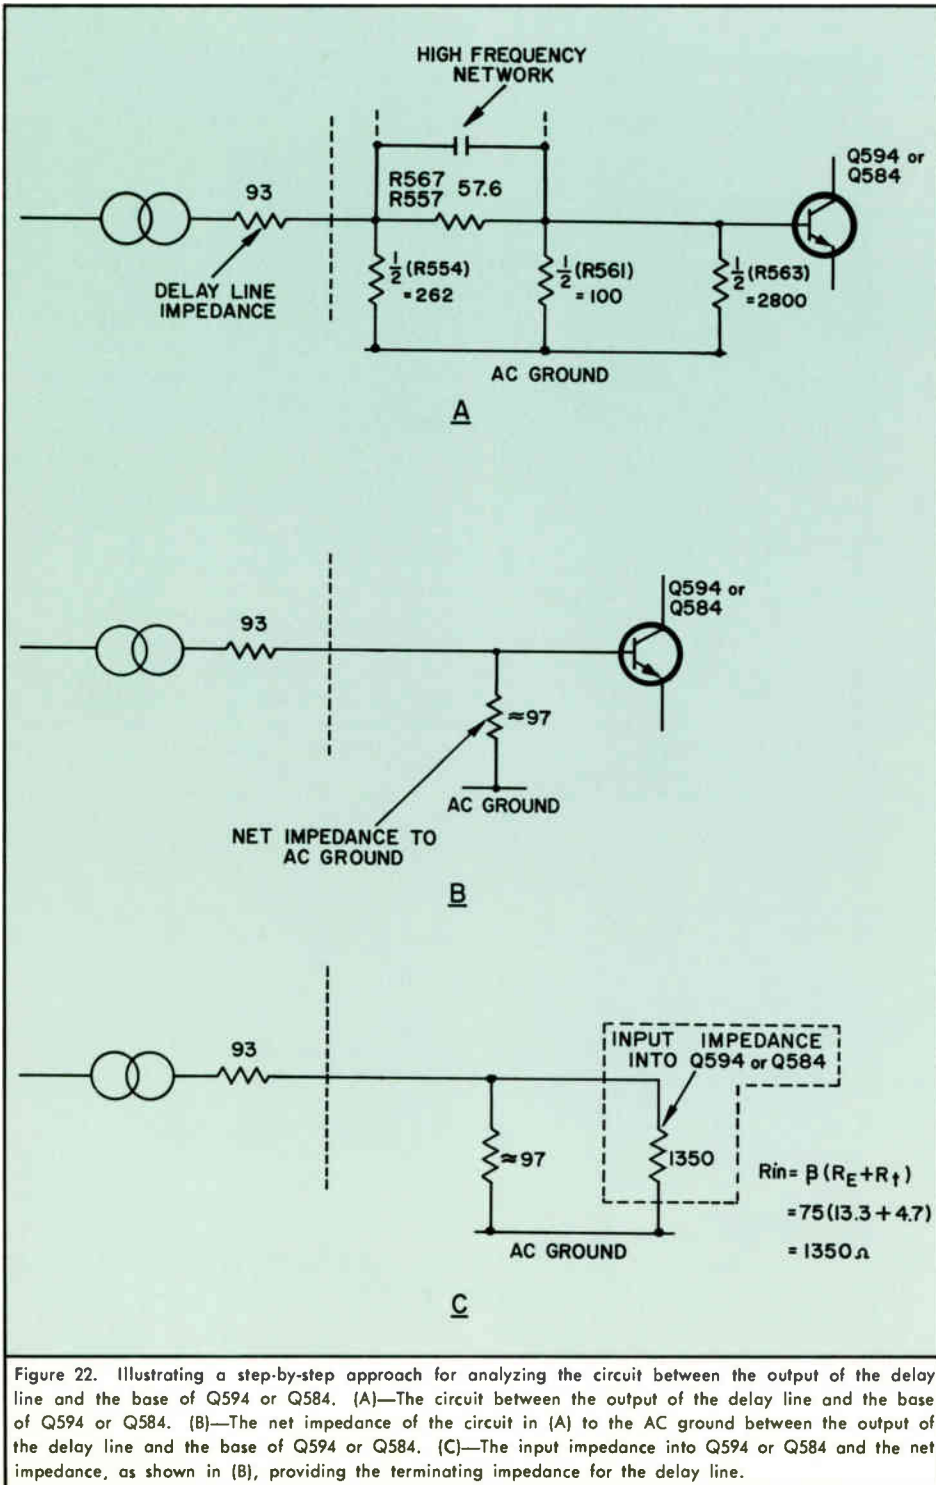 HIGH FREQUENCY
NETWORK
Q594 or
Q584
93
R567
R557 57.6
1/2 (R554)
= 262
1/2 (R561)
= 100
1/2 (R563)
= 2800
DELAY LINE
IMPEDANCE
AC GROUND
A
Q594 or
Q584
93
≈97
AC GROUND
NET IMPEDANCE TO
AC GROUND
B
INPUT IMPEDANCE
INTO Q594 or Q584
93
≈97
1350
Rin = β (RE + Rt)
= 75 (13.3 + 4.7)
= 1350Ω
AC GROUND
C
Figure 22. Illustrating a step-by-step approach for analyzing the circuit between the output of the delay
line and the base of Q594 or Q584. (A)—The circuit between the output of the delay line and the base
of Q594 or Q584. (B)—The net impedance of the circuit in (A) to the AC ground between the output of
the delay line and the base of Q594 or Q584. (C)—The input impedance into Q594 or Q584 and the net
impedance, as shown in (B), providing the terminating impedance for the delay line.